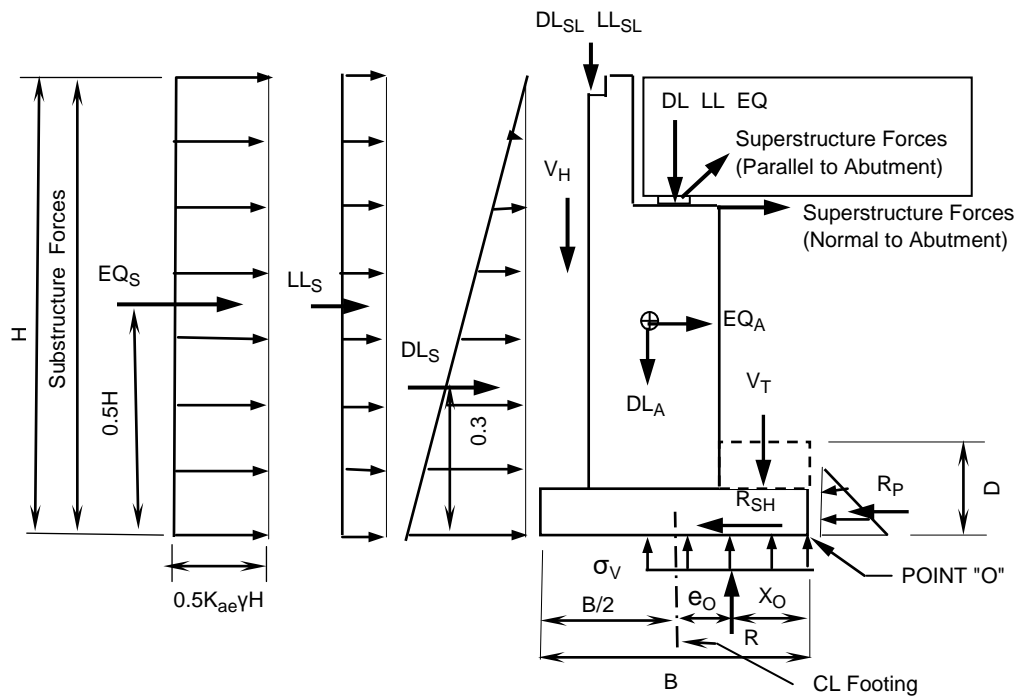 DL_SL LL_SL
DL LL EQ
Superstructure Forces
(Parallel to Abutment)
V_H
Superstructure Forces
(Normal to Abutment)
H
Substructure Forces
EQ_S
LL_S
EQ_A
DL_S
V_T
DL_A
0.5H
0.3
R_SH
R_P
D
σ_V
POINT "O"
0.5K_aeγH
B/2
e_O
X_O
R
B
CL Footing